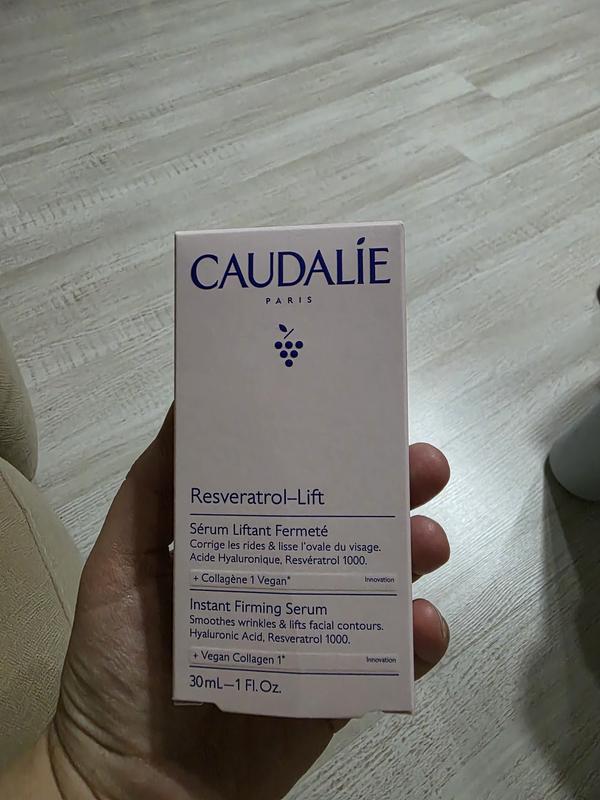 CAUDALÍE
PARIS
Resveratrol–Lift
Sérum Liftant Fermeté
Corrige les rides & lisse l'ovale du visage.
Acide Hyaluronique, Resvératrol 1000.
+ Collagène 1 Vegan* Innovation
Instant Firming Serum
Smoothes wrinkles & lifts facial contours.
Hyaluronic Acid, Resveratrol 1000.
+ Vegan Collagen 1* Innovation
30 mL–1 Fl. Oz.